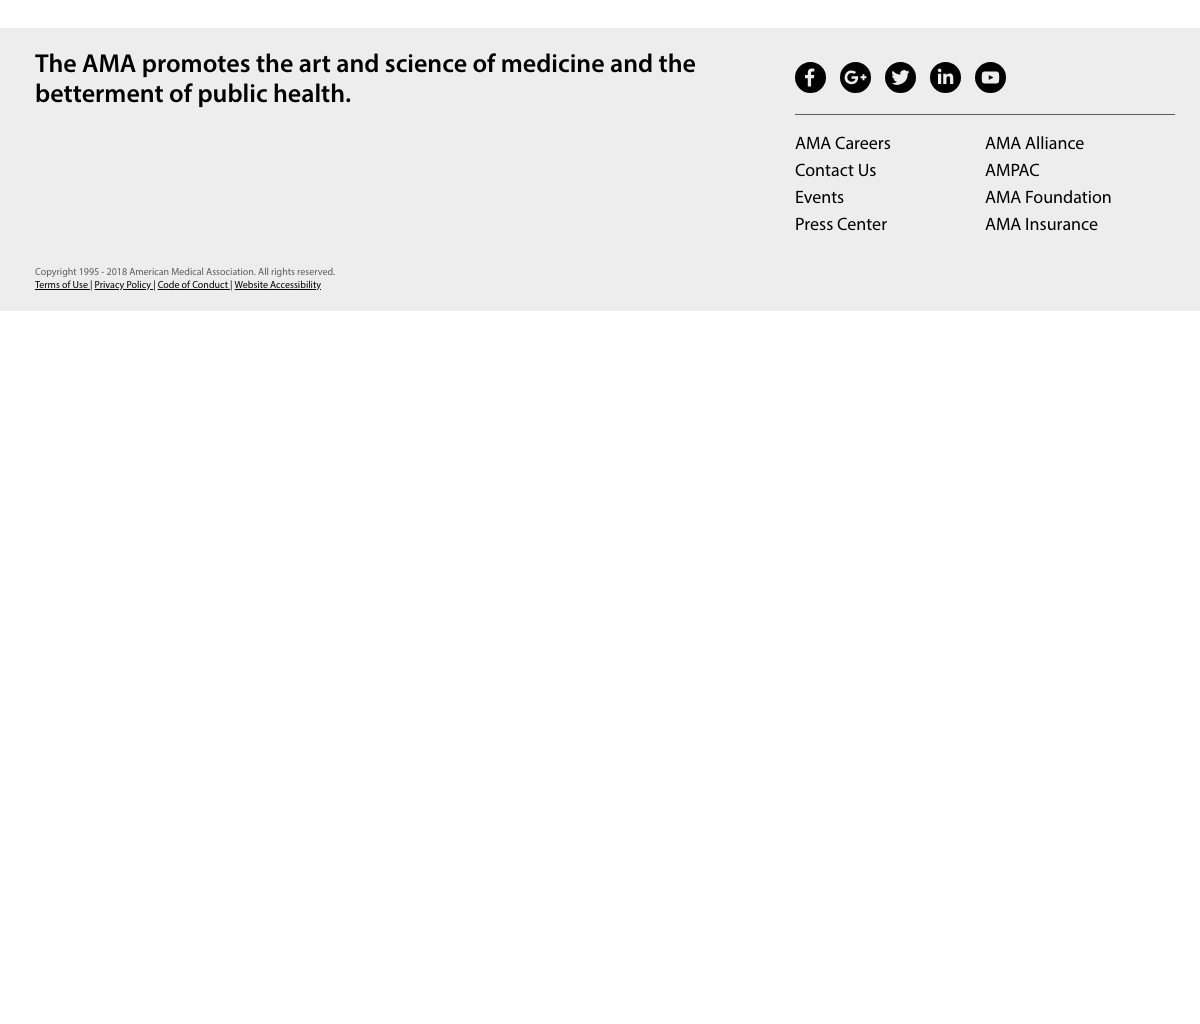 The AMA promotes the art and science of medicine and the
betterment of public health.
AMA Careers
Contact Us
Events
Press Center
AMA Alliance
AMPAC
AMA Foundation
AMA Insurance
Copyright 1995 - 2018 American Medical Association. All rights reserved.
Terms of Use | Privacy Policy | Code of Conduct | Website Accessibility